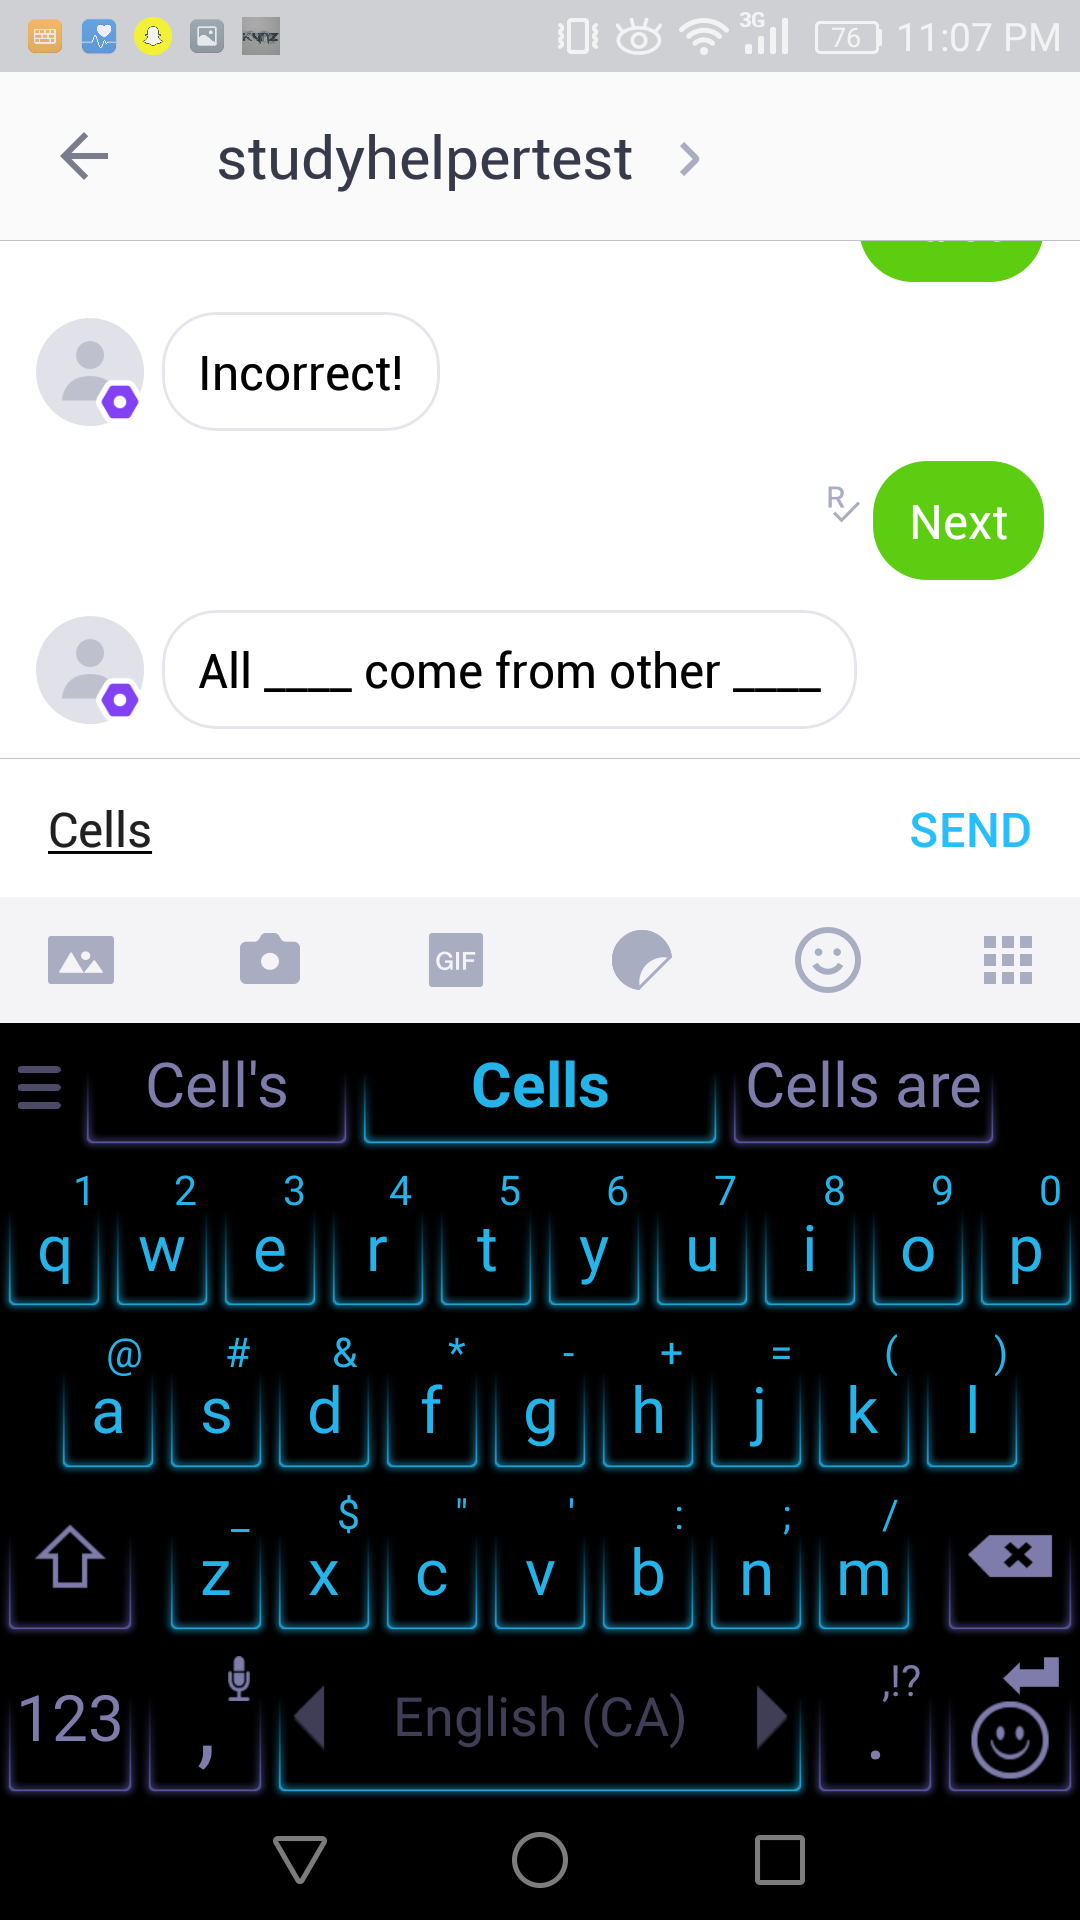 3G 76 11:07 PM
studyhelpertest
Incorrect!
R
Next
All ____ come from other ____
Cells SEND
GIF
Cell's Cells Cells are
1 2 3 4 5 6 7 8 9 0
q w e r t y u i o p
@ # & * - + = ( )
a s d f g h j k l
_ $ " ' : ; /
z x c v b n m
,!?
123 , English (CA) .